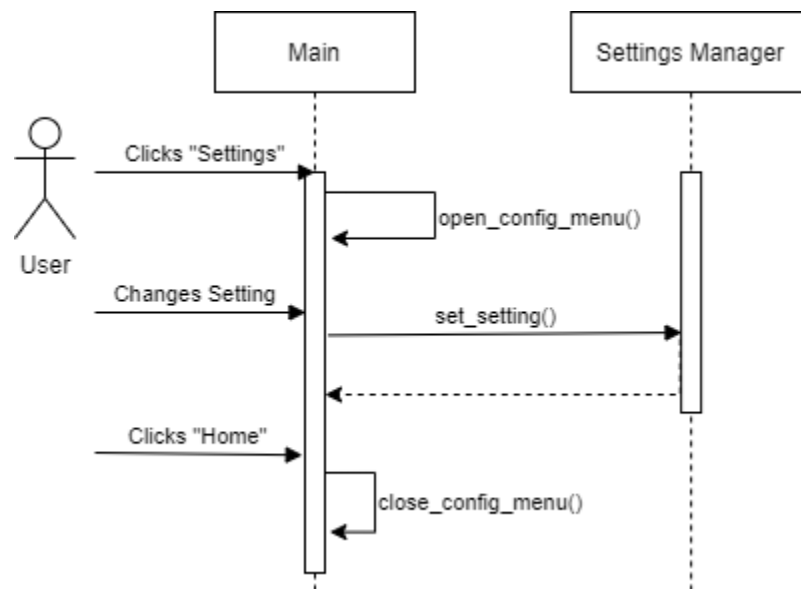 Main
Settings Manager
Clicks "Settings"
open_config_menu()
User
Changes Setting
set_setting()
Clicks "Home"
close_config_menu()